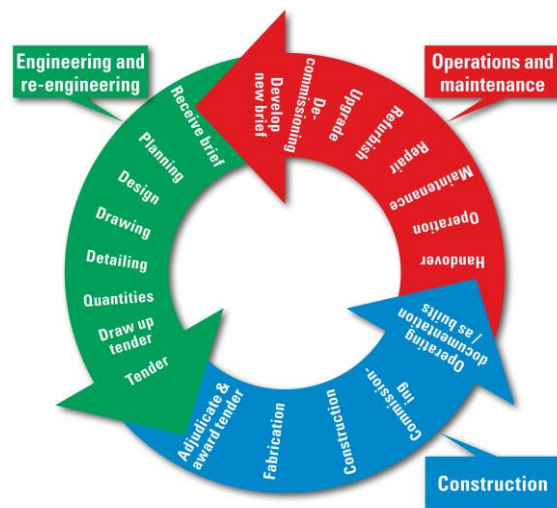 Engineering and
re-engineering
Operations and
maintenance
Receive brief
Planning
Design
Drawing
Detailing
Quantities
Draw up
tender
Tender
Adjudicate &
award tender
Fabrication
Construction
Commission-
ing
Operating
documentation
/ as builts
Handover
Operation
Maintenance
Repair
Refurbish
Upgrade
De-
commissioning
Develop
new brief
Construction